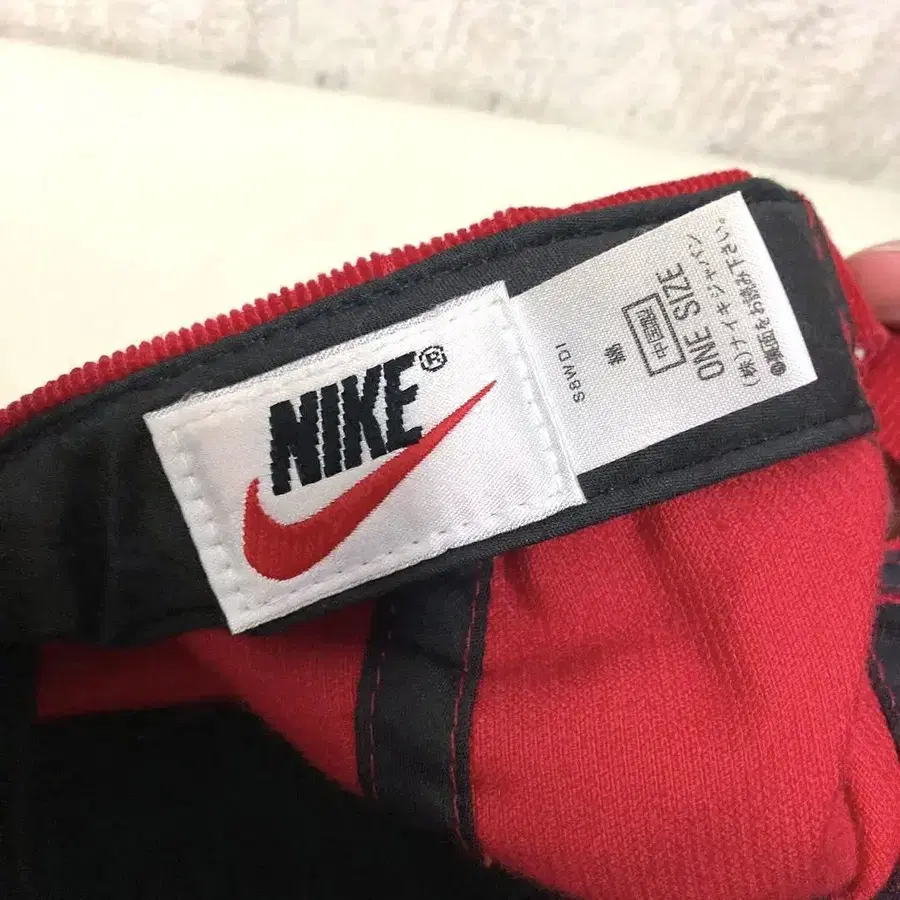 NIKE®
S8WDI
綿
中国製
ONE SIZE
(株)ナイキジャパン
●裏面をお読み下さい。